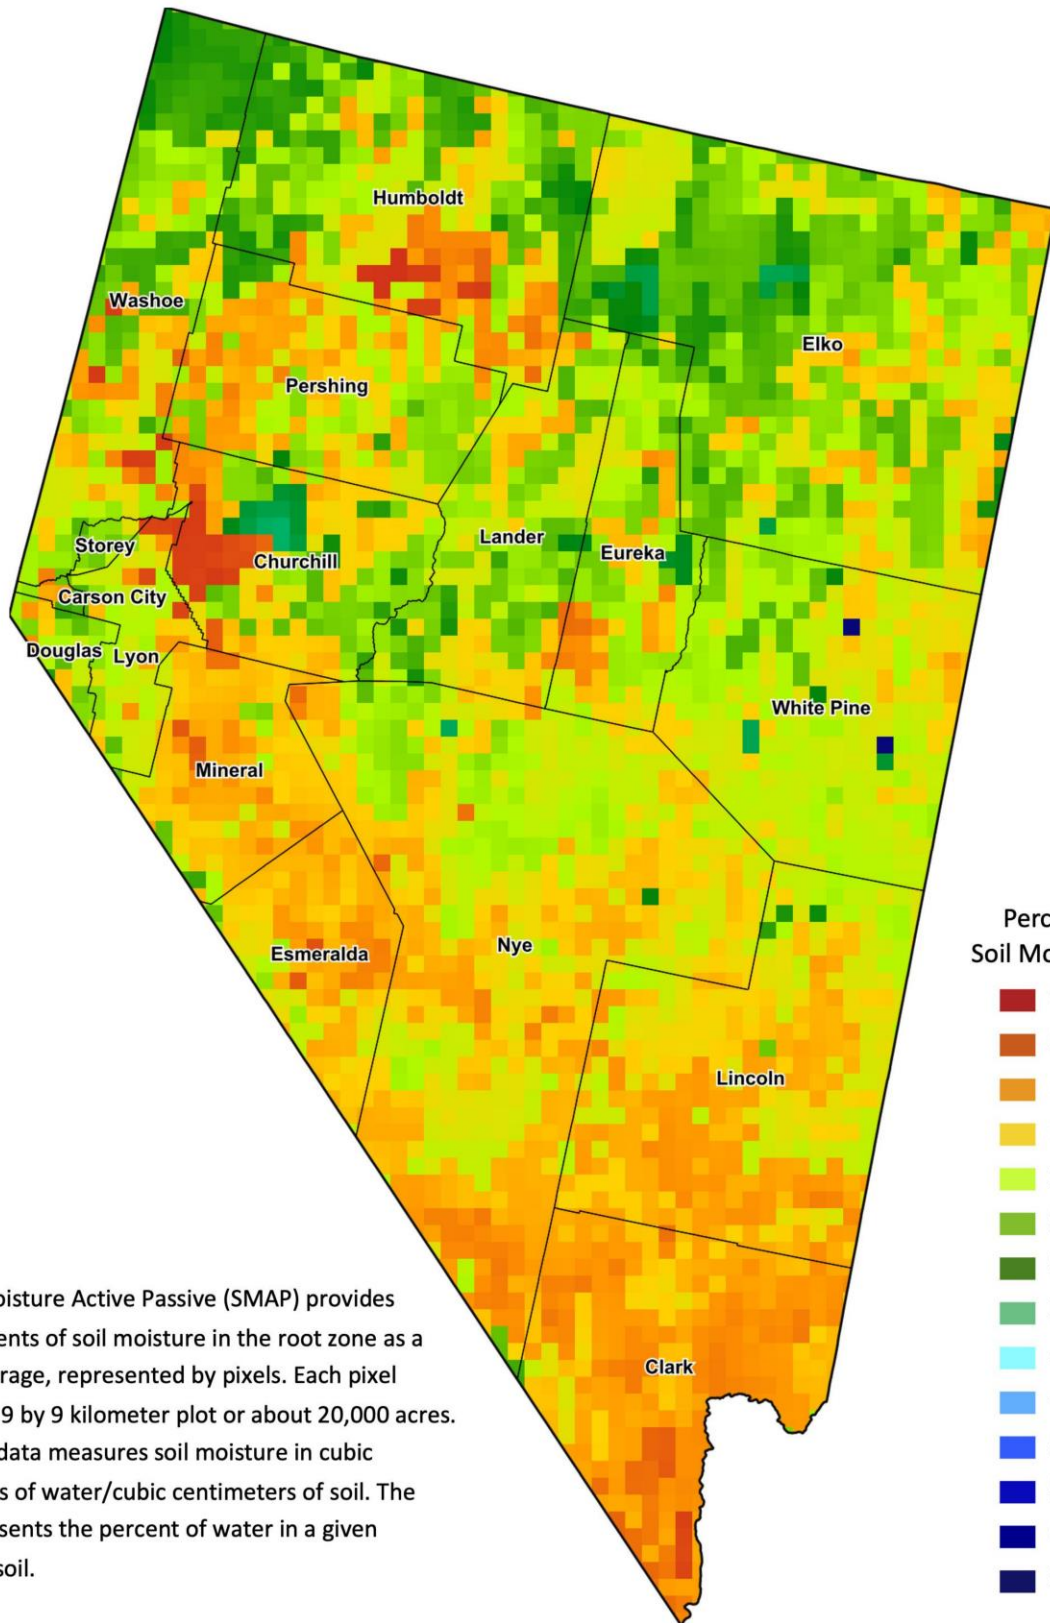 Humboldt
Washoe
Elko
Pershing
Lander
Storey
Eureka
Churchill
Carson City
Douglas
Lyon
White Pine
Mineral
Perc
Soil Mo
Nye
Esmeralda
Lincoln
oisture Active Passive (SMAP) provides
ents of soil moisture in the root zone as a
rage, represented by pixels. Each pixel
9 by 9 kilometer plot or about 20,000 acres.
data measures soil moisture in cubic
s of water/cubic centimeters of soil. The
sents the percent of water in a given
soil.
Clark